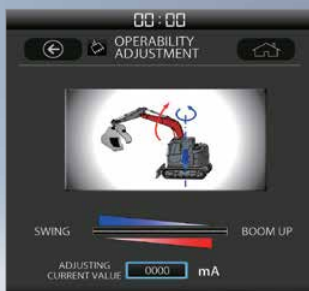 00:00
OPERABILITY
ADJUSTMENT
SWING
BOOM UP
ADJUSTING
CURRENT VALUE
0000
mA